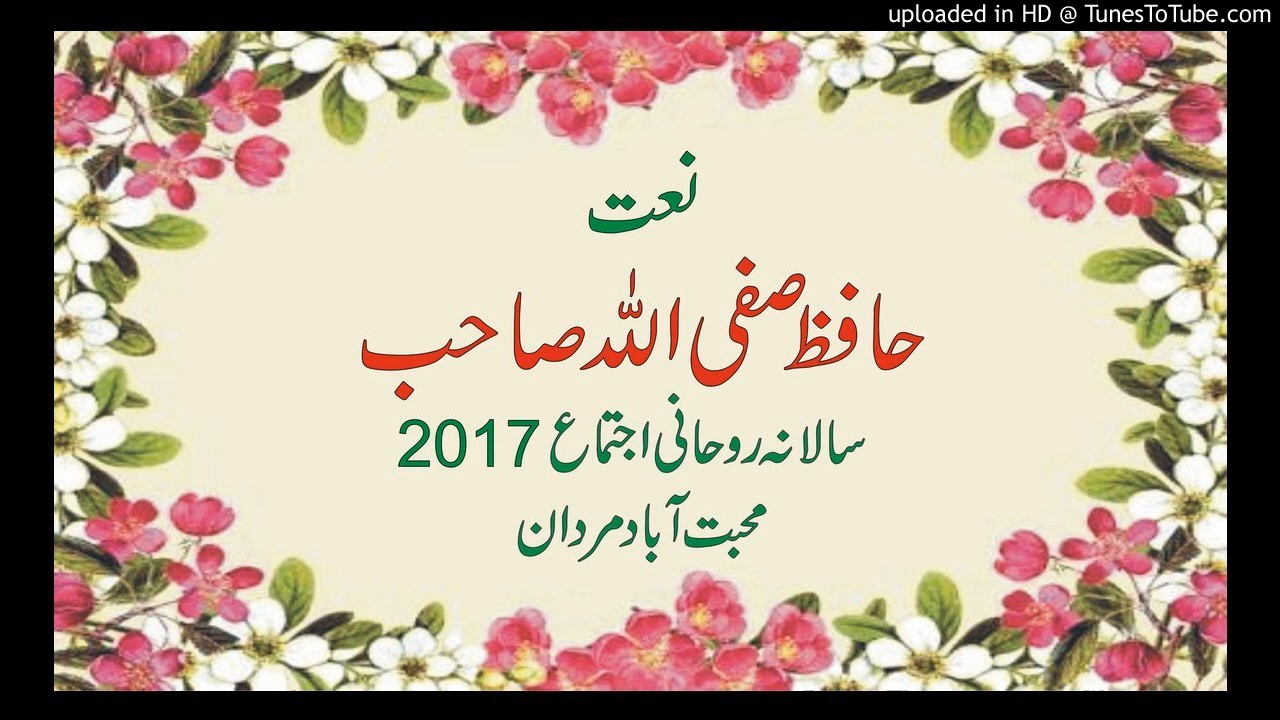 uploaded in HD @ TunesToTube.com
نعت
حافظ صفی اللہ صاحب
سالانہ روحانی اجتماع 2017
محبت آباد مردان